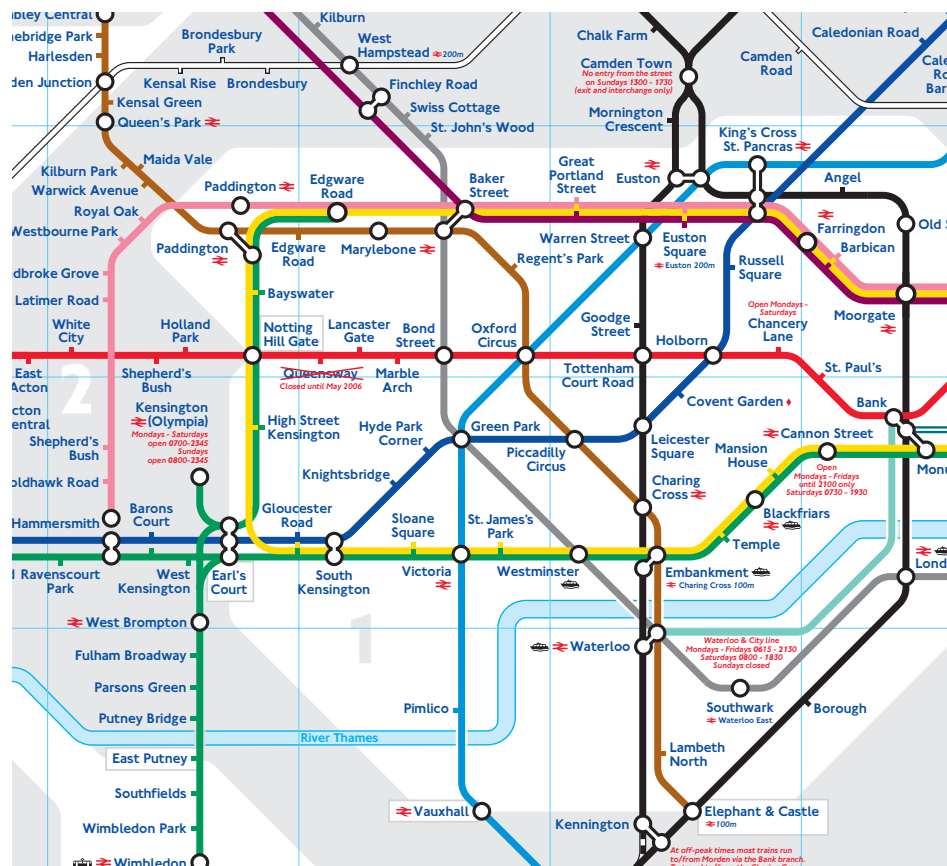 Kilburn
West
Hampstead
200m
Brondesbury
Park
Harlesden
Kensal Rise
Brondesbury
Kensal Green
Queen's Park
Finchley Road
Swiss Cottage
St. John's Wood
Chalk Farm
Camden Town
No entry from the street
on Sundays 1300 - 1730
(exit and interchange only)
Camden
Road
Caledonian Road
Mornington
Crescent
King's Cross
St. Pancras
Euston
Angel
Kilburn Park
Maida Vale
Warwick Avenue
Royal Oak
Paddington
Edgware
Road
Baker
Street
Great
Portland
Street
Farringdon
Barbican
Paddington
Edgware
Road
Marylebone
Regent's Park
Warren Street
Euston
Square
Euston 200m
Russell
Square
Moorgate
Latimer Road
Bayswater
White
City
Holland
Park
Notting
Hill Gate
Lancaster
Gate
Bond
Street
Oxford
Circus
Goodge
Street
Holborn
Open Mondays -
Saturdays
Chancery
Lane
East
Acton
Shepherd's
Bush
Queensway
Closed until May 2006
Marble
Arch
Tottenham
Court Road
St. Paul's
2
Kensington
(Olympia)
Mondays - Saturdays
open 0700-2345
Sundays
open 0800-2345
High Street
Kensington
Hyde Park
Corner
Green Park
Piccadilly
Circus
Leicester
Square
Covent Garden
Bank
Cannon Street
Open
Mondays - Fridays
until 2100 only
Saturdays 0730 - 1930
Mansion
House
Shepherd's
Bush
Knightsbridge
Charing
Cross
Blackfriars
Temple
Hammersmith
Barons
Court
Gloucester
Road
Sloane
Square
St. James's
Park
Ravenscourt
Park
West
Kensington
Earl's
Court
South
Kensington
Victoria
Westminster
Embankment
Charing Cross 100m
West Brompton
Fulham Broadway
Parsons Green
Putney Bridge
East Putney
Southfields
Wimbledon Park
Wimbledon
1
River Thames
Pimlico
Vauxhall
Waterloo
Waterloo & City line
Mondays - Fridays 0615 - 2130
Saturdays 0800 - 1830
Sundays closed
Southwark
Waterloo East
Borough
Lambeth
North
Kennington
Elephant & Castle
100m
At off-peak times most trains run
to/from Morden via the Bank branch.